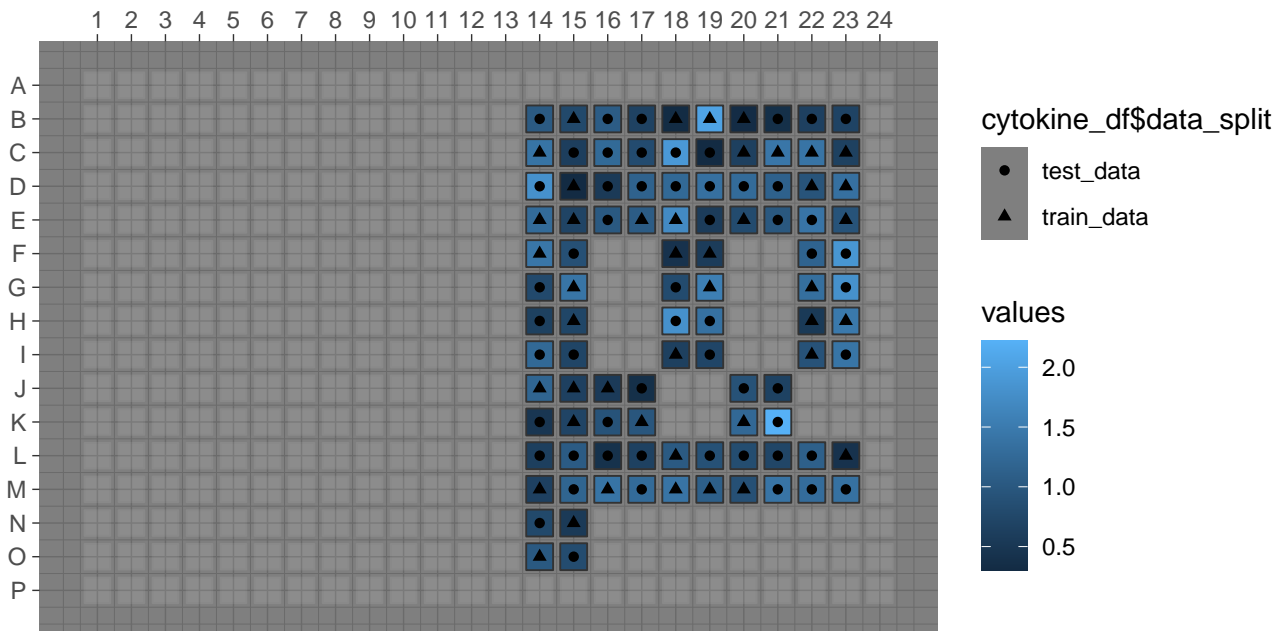 1 2 3 4 5 6 7 8 9 10 11 12 13 14 15 16 17 18 19 20 21 22 23 24
A
B
C
D
E
F
G
H
I
J
K
L
M
N
O
P
cytokine_df$data_split
test_data
train_data
values
2.0
1.5
1.0
0.5